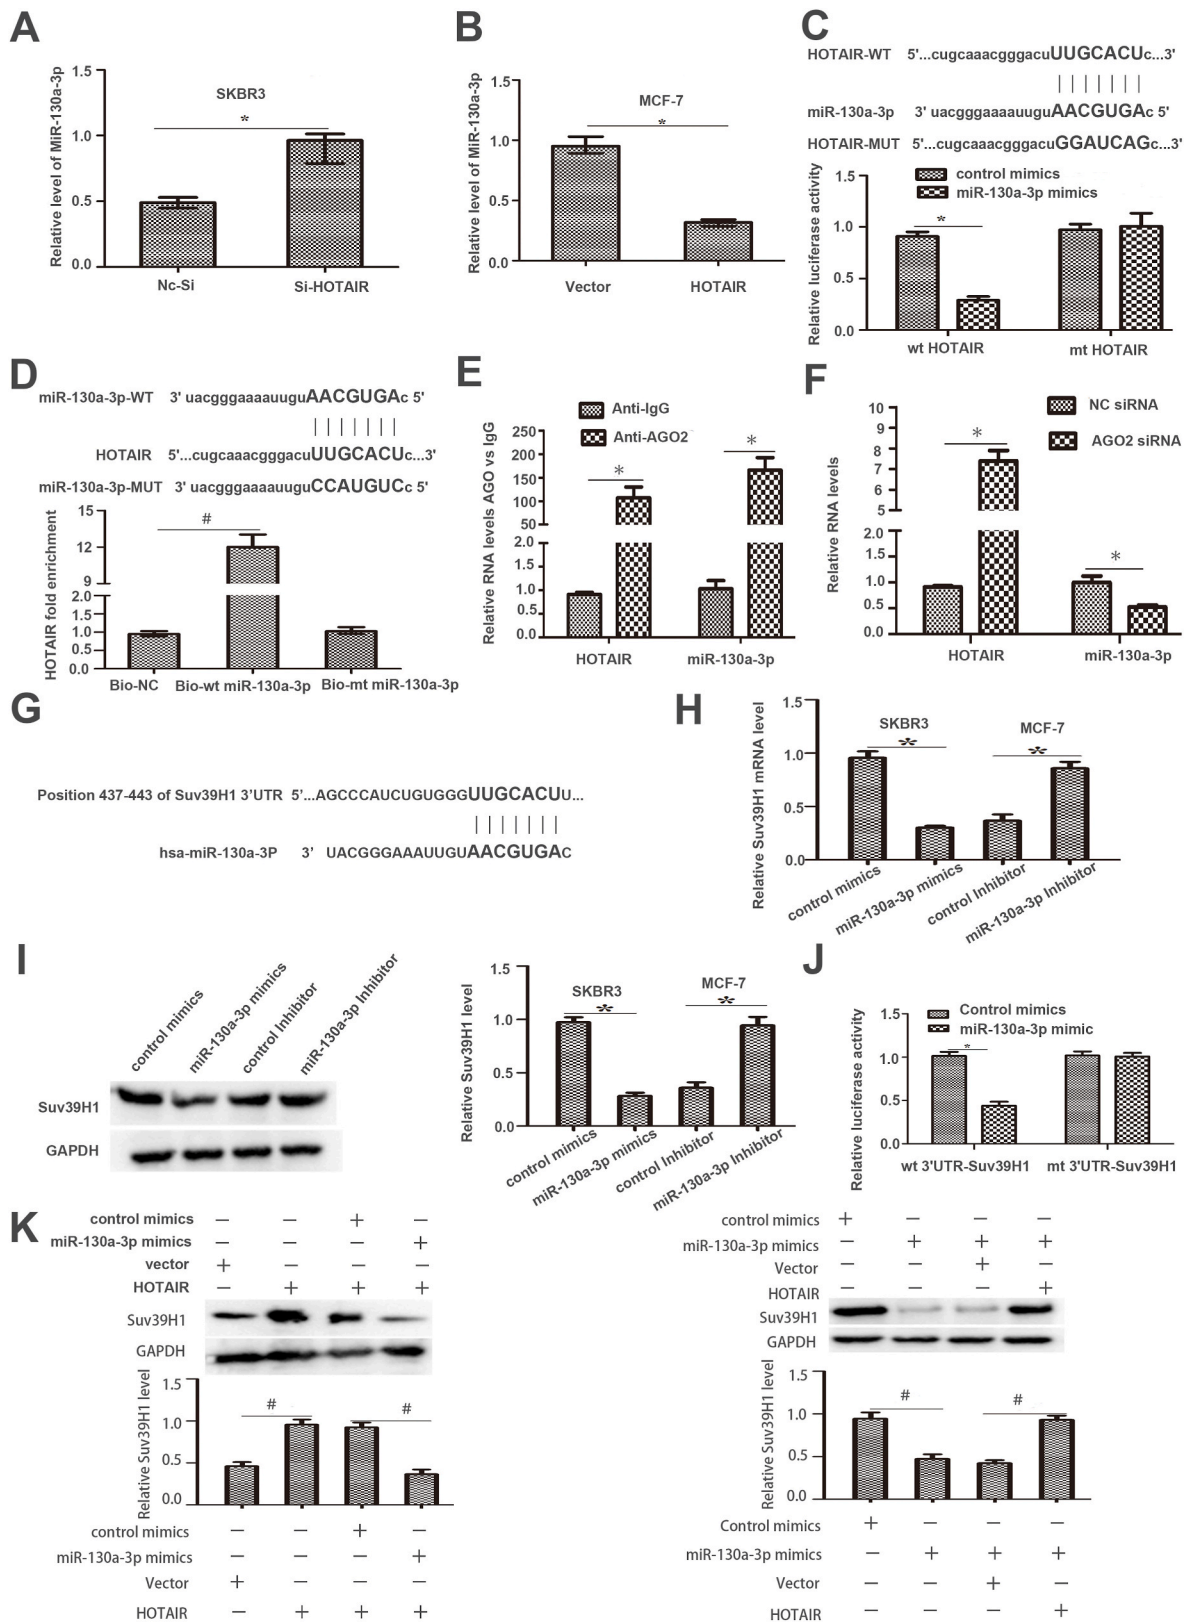 A
SKBR3
Relative level of MiR-130a-3p
1.5
1.0
0.5
0.0
*
Nc-Si
Si-HOTAIR
B
MCF-7
Relative level of MiR-130a-3p
1.5
1.0
0.5
0.0
*
Vector
HOTAIR
C
HOTAIR-WT 5'...cugcaaacgggacuUUGCACUc...3'
miR-130a-3p 3' uacgggaaaauuguAACGUGAc 5'
HOTAIR-MUT 5'...cugcaaacgggacuGGAUCAGc...3'
control mimics
miR-130a-3p mimics
Relative luciferase activity
1.5
1.0
0.5
0.0
*
wt HOTAIR
mt HOTAIR
D
miR-130a-3p-WT 3' uacgggaaaauuguAACGUGAc 5'
HOTAIR 5'...cugcaaacgggacuUUGCACUc...3'
miR-130a-3p-MUT 3' uacgggaaaauuguCCAUGUCc 5'
HOTAIR fold enrichment
15
12
9
2.0
1.5
1.0
0.5
0.0
#
Bio-NC
Bio-wt miR-130a-3p
Bio-mt miR-130a-3p
E
Anti-IgG
Anti-AGO2
Relative RNA levels AGO vs IgG
250
200
150
100
50
2.0
1.5
1.0
0.5
0.0
*
*
HOTAIR
miR-130a-3p
F
NC siRNA
AGO2 siRNA
Relative RNA levels
10
9
8
7
6
5
2.0
1.5
1.0
0.5
0.0
*
*
HOTAIR
miR-130a-3p
G
Position 437-443 of Suv39H1 3’UTR 5’...AGCCCAUCUGUGGGUUGCACUU...
hsa-miR-130a-3P 3’ UACGGGAAAUUGUAACGUGAC
H
Relative Suv39H1 mRNA level
1.5
1.0
0.5
0.0
SKBR3
*
MCF-7
*
control mimics
miR-130a-3p mimics
control Inhibitor
miR-130a-3p Inhibitor
I
control mimics
miR-130a-3p mimics
control Inhibitor
miR-130a-3p Inhibitor
Suv39H1
GAPDH
Relative Suv39H1 level
1.5
1.0
0.5
0.0
SKBR3
*
MCF-7
*
control mimics
miR-130a-3p mimics
control Inhibitor
miR-130a-3p Inhibitor
J
Control mimics
miR-130a-3p mimic
Relative luciferase activity
1.5
1.0
0.5
0.0
*
wt 3'UTR-Suv39H1
mt 3'UTR-Suv39H1
K
control mimics − − + −
miR-130a-3p mimics − − − +
vector + − − −
HOTAIR − + + +
Suv39H1
GAPDH
Relative Suv39H1 level
1.5
1.0
0.5
0.0
#
#
control mimics − − + −
miR-130a-3p mimics − − − +
Vector + − − −
HOTAIR − + + +
control mimics + − − −
miR-130a-3p mimics − + + +
Vector − − + −
HOTAIR − − − +
Suv39H1
GAPDH
Relative Suv39H1 level
1.5
1.0
0.5
0.0
#
#
Control mimics + − − −
miR-130a-3p mimics − + + +
Vector − − + −
HOTAIR − − − +